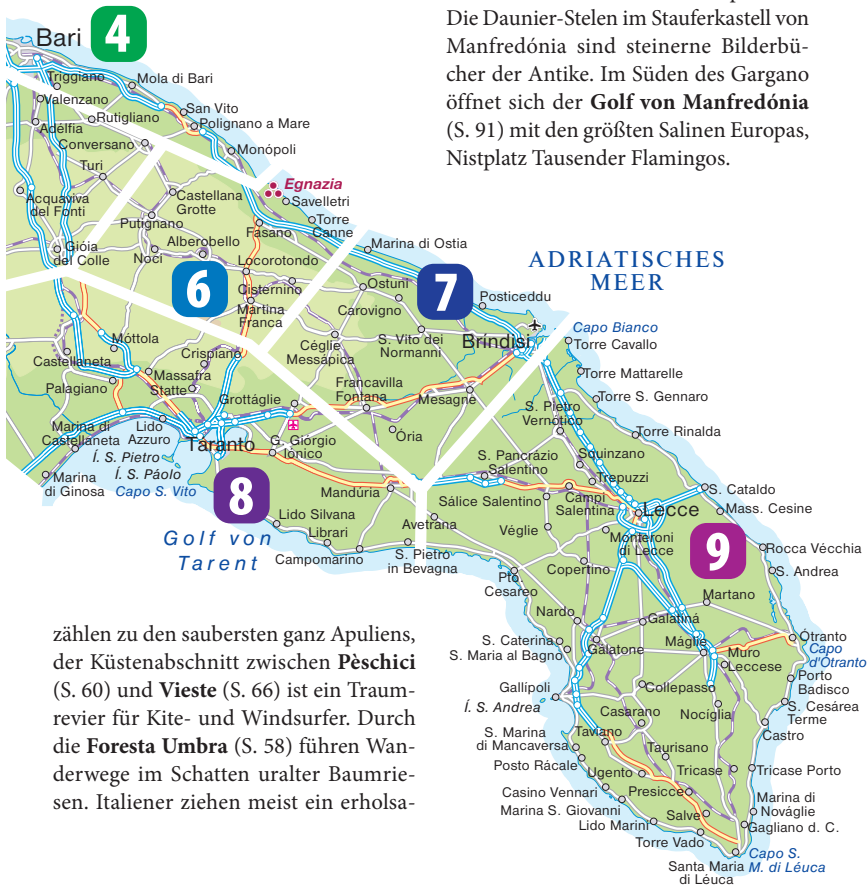 Die Daunier-Stelen im Stauferkastell von
Manfredónia sind steinerne Bilderbü-
cher der Antike. Im Süden des Gargano
öffnet sich der Golf von Manfredónia
(S. 91) mit den größten Salinen Europas,
Nistplatz Tausender Flamingos.
Bari
4
Triggiano
Mola di Bari
Valenzano
San Vito
Rutigliano
Polignano a Mare
Adélfia
Conversano
Monópoli
Turi
Egnazia
Acquaviva
del Fonti
Castellana
Grotte
Savelletri
Putignano
Torre
Canne
Fasano
Marina di Ostia
Gióia
del Colle
Alberobello
Noci
Locorotondo
ADRIATISCHES
MEER
6
7
Cisternino
Ostuni
Posticeddu
Martina
Franca
Carovigno
Capo Bianco
Móttola
Crispiano
Céglie
Messápica
S. Vito dei
Normanni
Brindisi
Torre Cavallo
Castellaneta
Massafra
Statte
Torre Mattarelle
Palagiano
Grottáglie
Francavilla
Fontana
Mesagne
Torre S. Gennaro
S. Pietro
Vernótico
Marina di
Castellaneta
Lido
Azzuro
Taranto
G. Giórgio
Iónico
Ória
Torre Rinalda
Í. S. Pietro
Í. S. Páolo
S. Pancrázio
Salentino
Squinzano
Marina
di Ginosa
Capo S. Vito
8
Mandúria
Trepuzzi
S. Cataldo
Sálice Salentino
Campi
Salentina
Lecce
Mass. Cesine
Lido Silvana
Avetrana
Véglie
Golf von
Tarent
Librari
Monteroni
di Lecce
9
Rocca Vécchia
Campomarino
S. Pietro
in Bevagna
Copertino
S. Andrea
Pto.
Cesareo
Martano
Nardo
Galatiná
S. Caterina
Galatone
Máglie
Ótranto
Capo
d'Ótranto
S. Maria al Bagno
Muro
Leccese
Porto
Badisco
Gallípoli
Collepasso
Í. S. Andrea
Casarano
Nociglia
S. Cesárea
Terme
S. Marina
di Mancaversa
Taviano
Castro
Taurisano
Posto Rácale
Ugento
Tricase
Tricase Porto
Casino Vennari
Presicce
Marina di
Nováglie
Marina S. Giovanni
Salve
Lido Marini
Gagliano d. C.
Torre Vado
Capo S.
M. di Léuca
Santa Maria
di Léuca
zählen zu den saubersten ganz Apuliens,
der Küstenabschnitt zwischen Pèschici
(S. 60) und Vieste (S. 66) ist ein Traum-
revier für Kite- und Windsurfer. Durch
die Foresta Umbra (S. 58) führen Wan-
derwege im Schatten uralter Baumrie-
sen. Italiener ziehen meist ein erholsa-